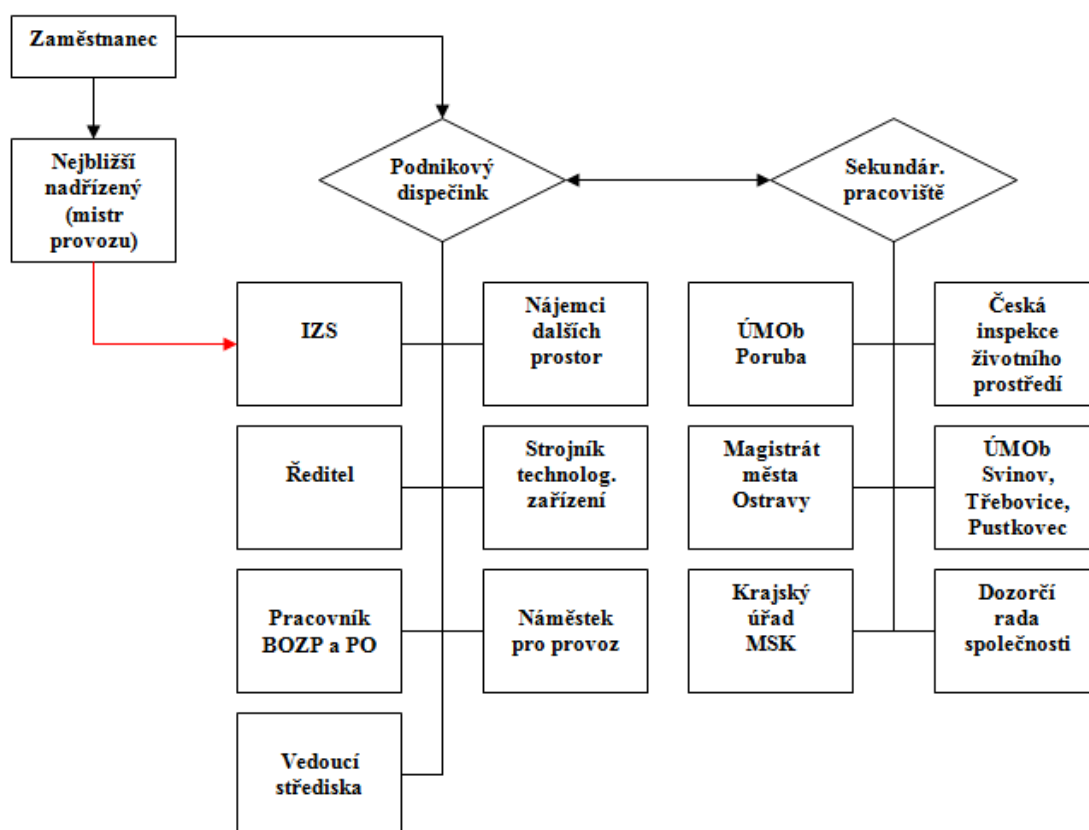 Zaměstnanec
Nejbližší
nadřízený
(mistr
provozu)
Podnikový
dispečink
Sekundár.
pracoviště
IZS
Nájemci
dalších
prostor
ÚMOb
Poruba
Česká
inspekce
životního
prostředí
Ředitel
Strojník
technolog.
zařízení
Magistrát
města
Ostravy
ÚMOb
Svinov,
Třebovice,
Pustkovec
Pracovník
BOZP a PO
Náměstek
pro provoz
Krajský
úřad
MSK
Dozorčí
rada
společnosti
Vedoucí
střediska